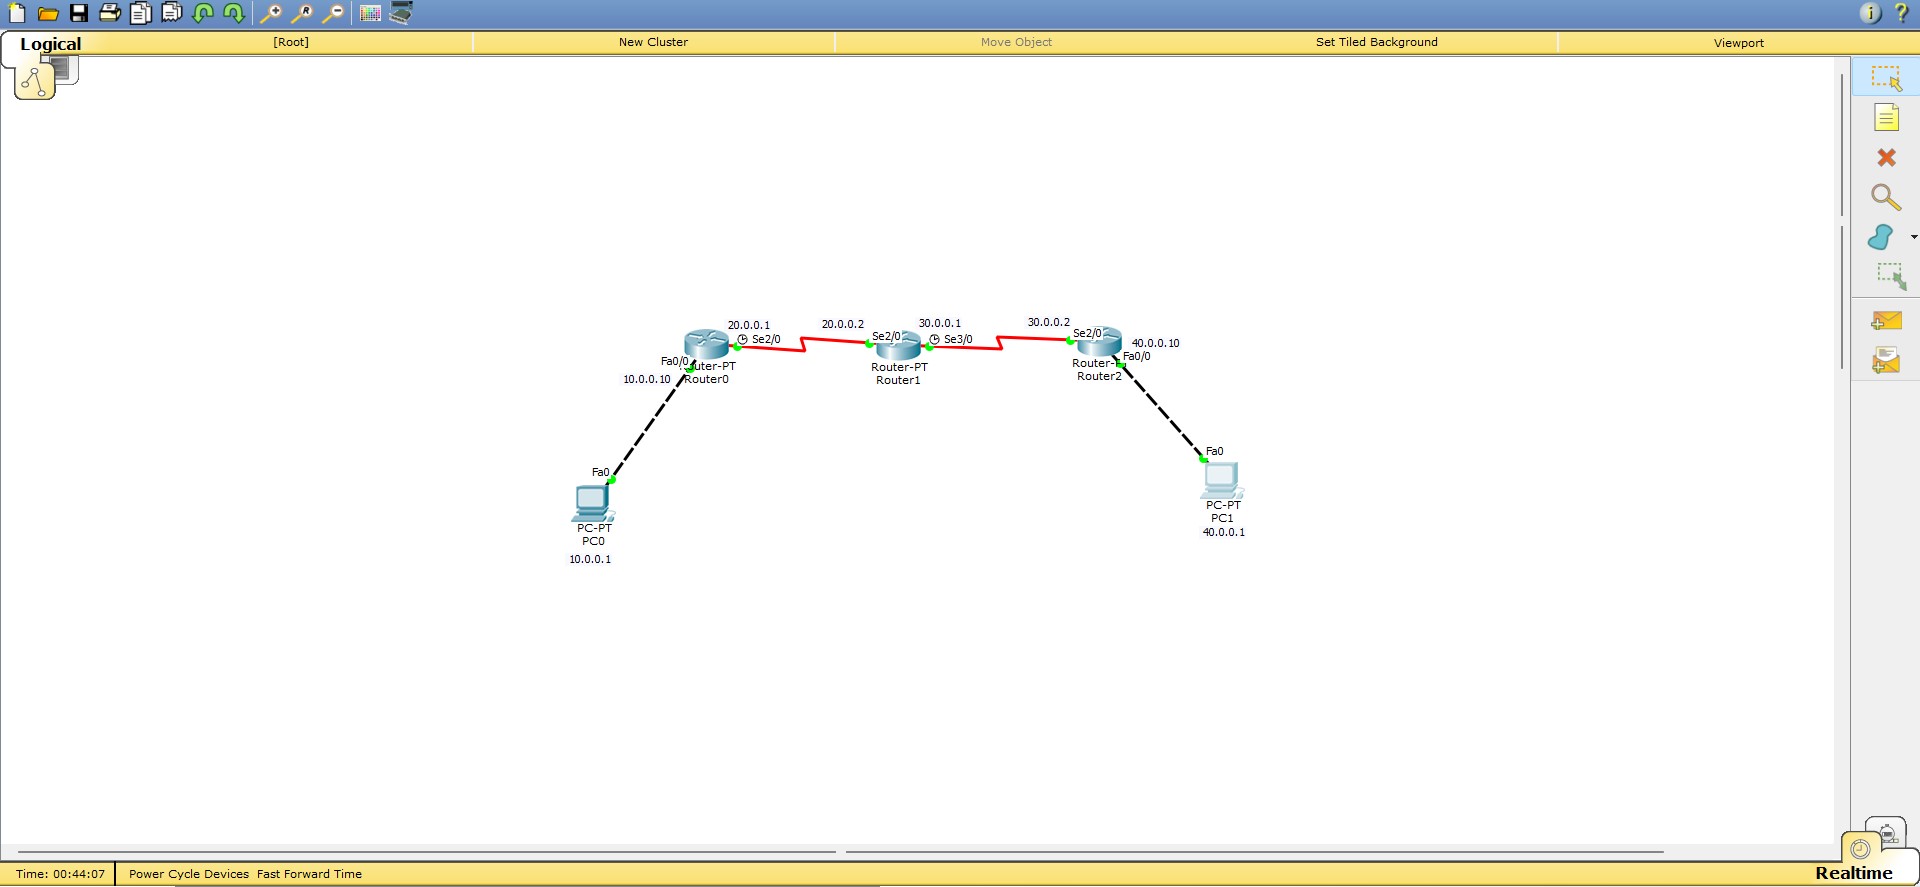 Logical
[Root]
New Cluster
Move Object
Set Tiled Background
Viewport
20.0.0.1
Se2/0
20.0.0.2
Se2/0
30.0.0.1
Se3/0
30.0.0.2
Se2/0
40.0.0.10
Fa0/0
Fa0/0
10.0.0.10
Router0
Router-PT
Router1
Router2
Fa0
PC-PT
PC0
10.0.0.1
Fa0
PC-PT
PC1
40.0.0.1
Time: 00:44:07
Power Cycle Devices Fast Forward Time
Realtime